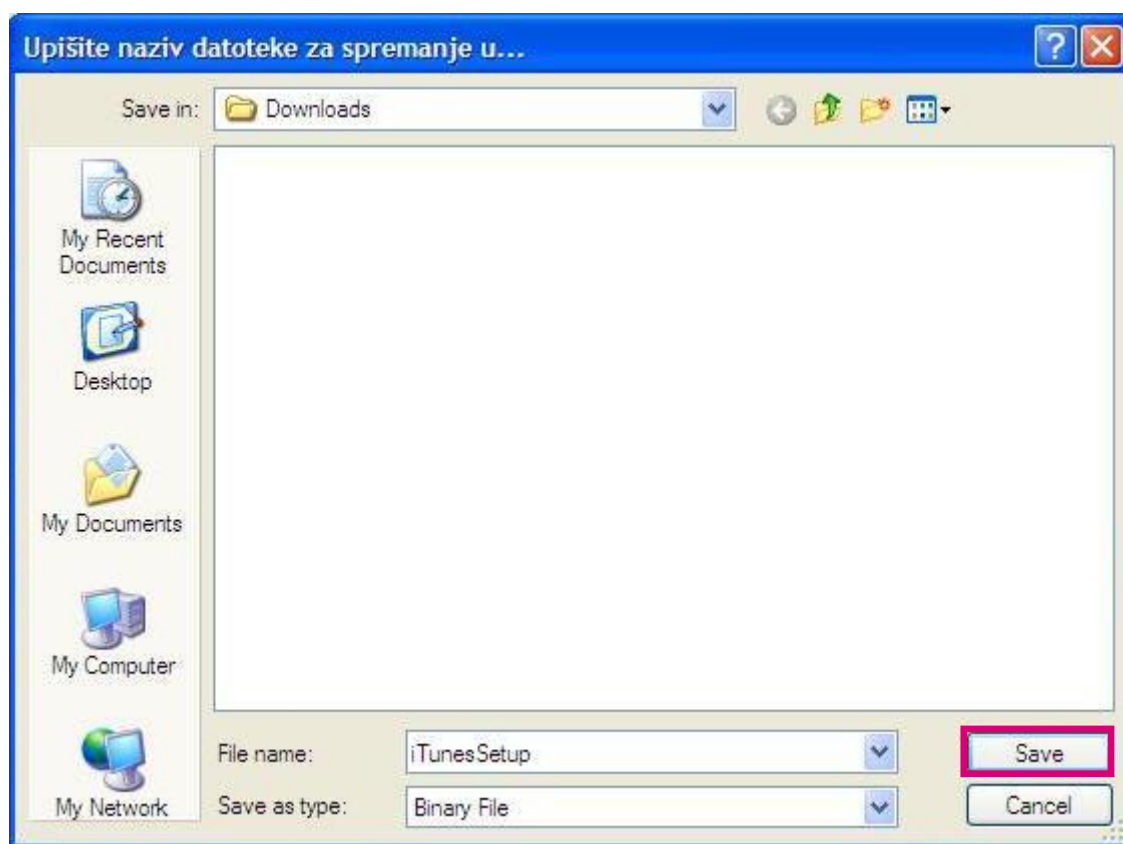 Upišite naziv datoteke za spremanje u...
Save in: Downloads
My Recent
Documents
Desktop
My Documents
My Computer
My Network
File name: iTunesSetup
Save
Save as type: Binary File
Cancel